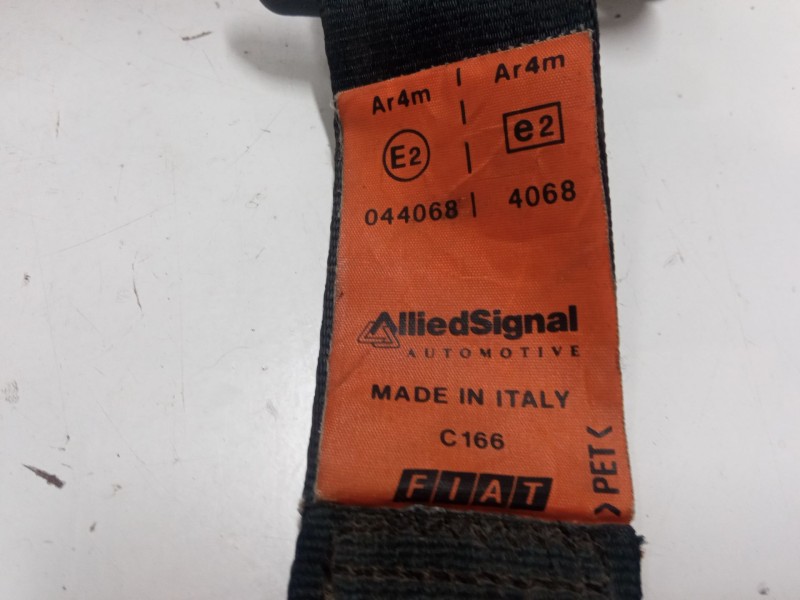 Ar4m | Ar4m
E2 | e2
044068 | 4068
AlliedSignal
AUTOMOTIVE
MADE IN ITALY
C166
FIAT
>PET<